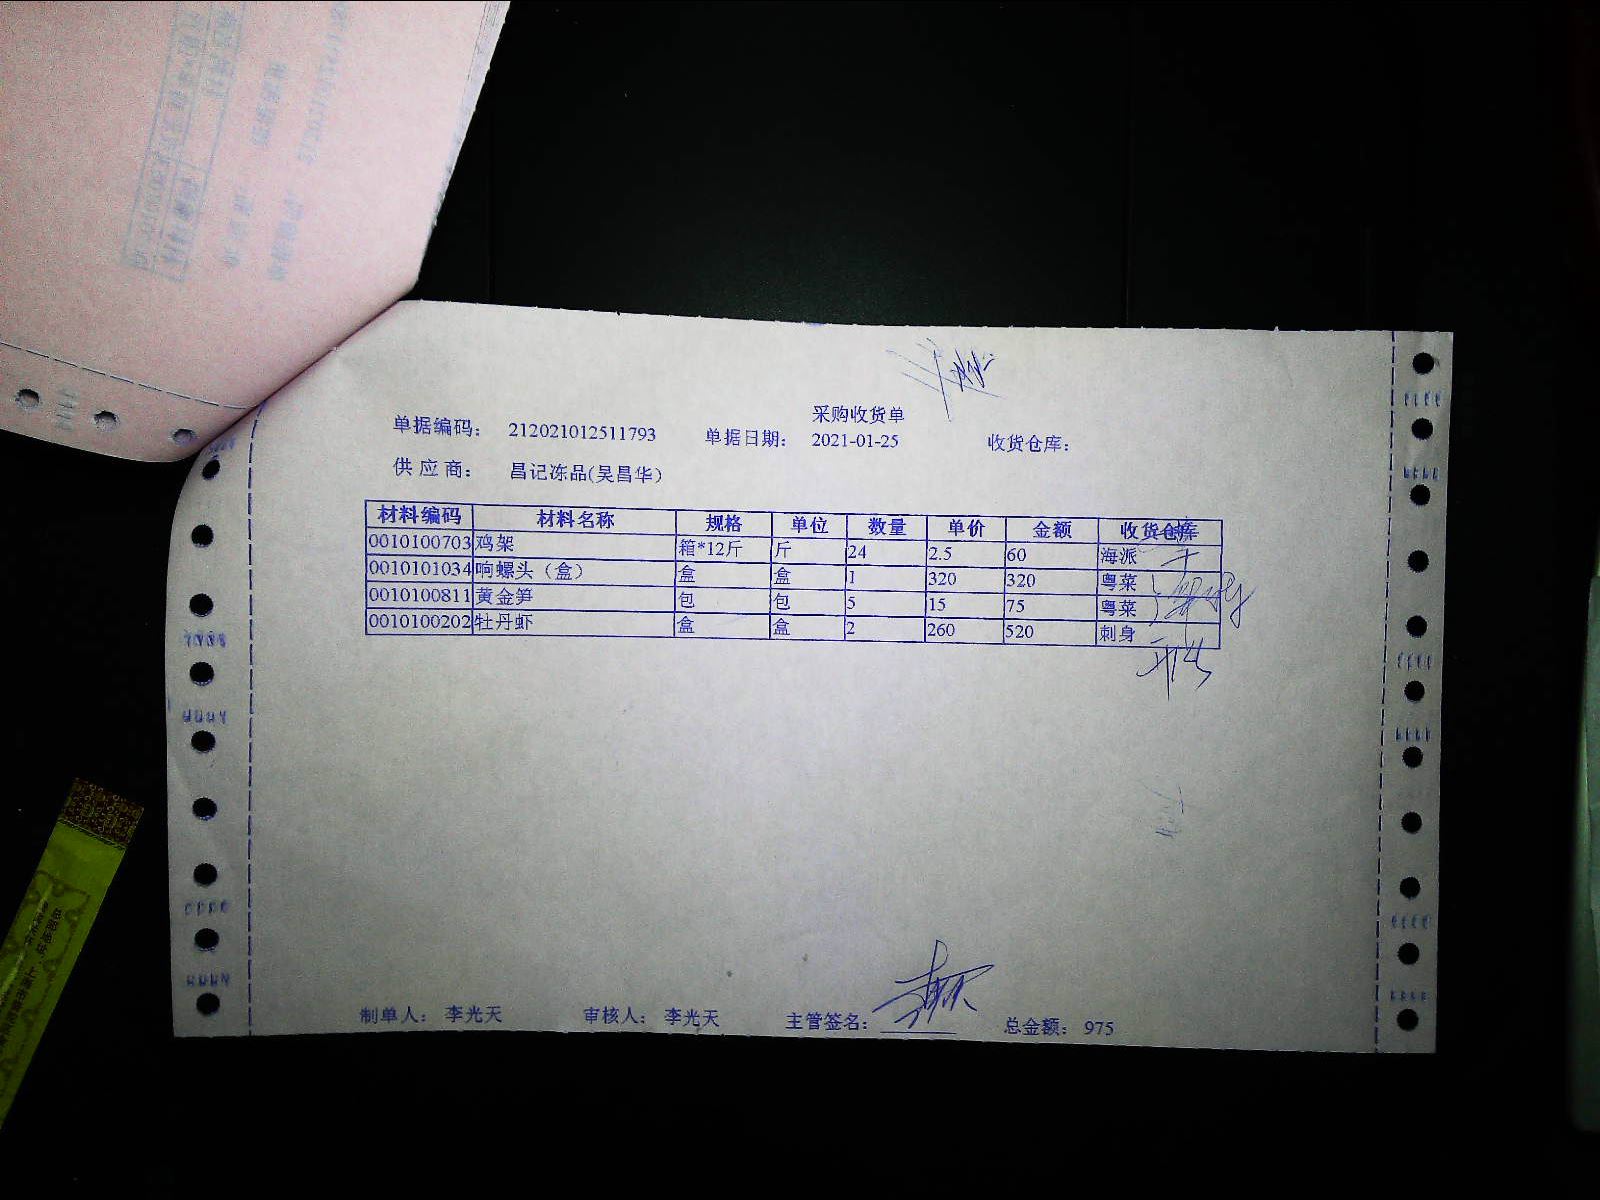 采购收货单
单据编码： 212021012511793 单据日期： 2021-01-25 收货仓库：
供 应 商： 昌记冻品(吴昌华)
材料编码 材料名称 规格 单位 数量 单价 金额 收货仓库
0010100703 鸡架 箱*12斤 斤 24 2.5 60 海派
0010101034 响螺头（盒） 盒 盒 1 320 320 粤菜
0010100811 黄金笋 包 包 5 15 75 粤菜
0010100202 牡丹虾 盒 盒 2 260 520 刺身
制单人： 李光天 审核人： 李光天 主管签名： 总金额： 975